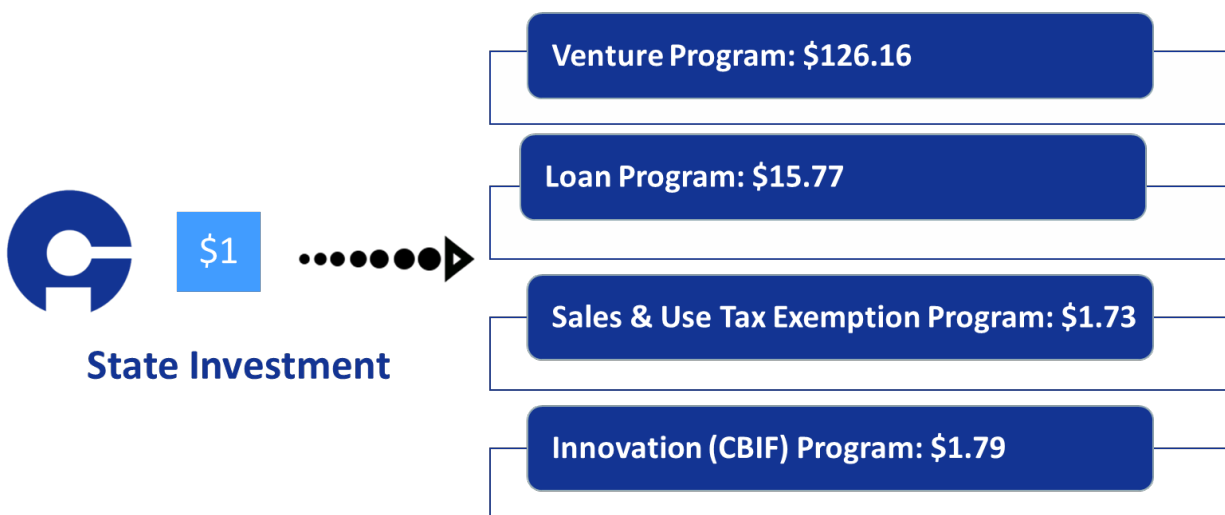 Venture Program: $126.16
Loan Program: $15.77
$1
Sales & Use Tax Exemption Program: $1.73
State Investment
Innovation (CBIF) Program: $1.79